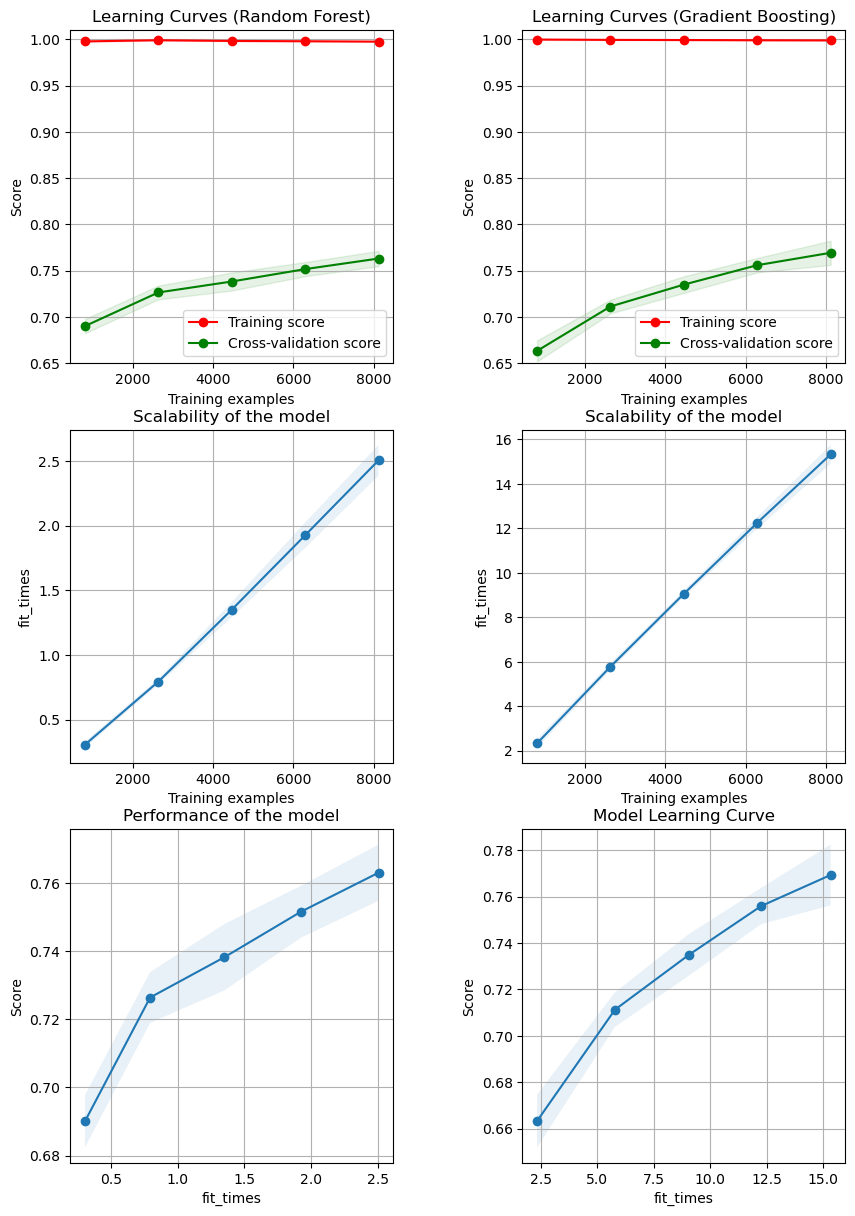 Learning Curves (Random Forest)
1.00
0.95
0.90
0.85
0.80
0.75
0.70
0.65
Score
Training score
Cross-validation score
2000 4000 6000 8000
Training examples
Learning Curves (Gradient Boosting)
1.00
0.95
0.90
0.85
0.80
0.75
0.70
0.65
Score
Training score
Cross-validation score
2000 4000 6000 8000
Training examples
Scalability of the model
2.5
2.0
1.5
1.0
0.5
fit_times
2000 4000 6000 8000
Training examples
Scalability of the model
16
14
12
10
8
6
4
2
fit_times
2000 4000 6000 8000
Training examples
Performance of the model
0.76
0.74
0.72
0.70
0.68
Score
0.5 1.0 1.5 2.0 2.5
fit_times
Model Learning Curve
0.78
0.76
0.74
0.72
0.70
0.68
0.66
Score
2.5 5.0 7.5 10.0 12.5 15.0
fit_times